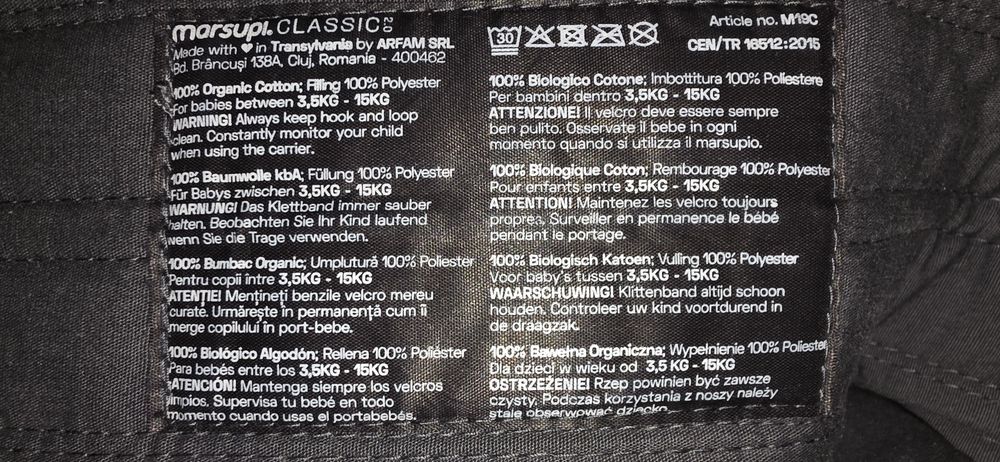 marsupi. CLASSIC 2.0
Made with ♥ in Transylvania by ARFAM SRL
Bd. Brâncuși 138A, Cluj, Romania - 400462
100% Organic Cotton; Filling 100% Polyester
For babies between 3,5KG - 15KG
WARNING! Always keep hook and loop
clean. Constantly monitor your child
when using the carrier.
100% Baumwolle kbA; Füllung 100% Polyester
Für Babys zwischen 3,5KG - 15KG
WARNUNG! Das Klettband immer sauber
halten. Beobachten Sie Ihr Kind laufend
wenn Sie die Trage verwenden.
100% Bumbac Organic; Umplutură 100% Poliester
Pentru copii între 3,5KG - 15KG
ATENȚIE! Mențineți benzile velcro mereu
curate. Urmărește în permanență cum îi
merge copilului în port-bebe.
100% Biológico Algodón; Rellena 100% Poliéster
Para bebés entre los 3,5KG - 15KG
ATENCIÓN! Mantenga siempre los velcros
limpios. Supervisa tu bebé en todo
momento cuando usas el portabebés.
30
Article no. M19C
CEN/TR 16512:2015
100% Biologico Cotone; Imbottitura 100% Poliestere
Per bambini dentro 3,5KG - 15KG
ATTENZIONE! Il velcro deve essere sempre
ben pulito. Osservate il bebe in ogni
momento quando si utilizza il marsupio.
100% Biologique Coton; Rembourage 100% Polyester
Pour enfants entre 3,5KG - 15KG
ATTENTION! Maintenez les velcro toujours
propres. Surveiller en permanence le bébé
pendant le portage.
100% Biologisch Katoen; Vulling 100% Polyester
Voor baby's tussen 3,5KG - 15KG
WAARSCHUWING! Klittenband altijd schoon
houden. Controleer uw kind voortdurend in
de draagzak.
100% Bawełna Organiczna; Wypełnienie 100% Poliester
Dla dzieci w wieku od 3,5 KG - 15KG
OSTRZEŻENIE! Rzep powinien być zawsze
czysty. Podczas korzystania z noszy należy
stale obserwować dziecko.